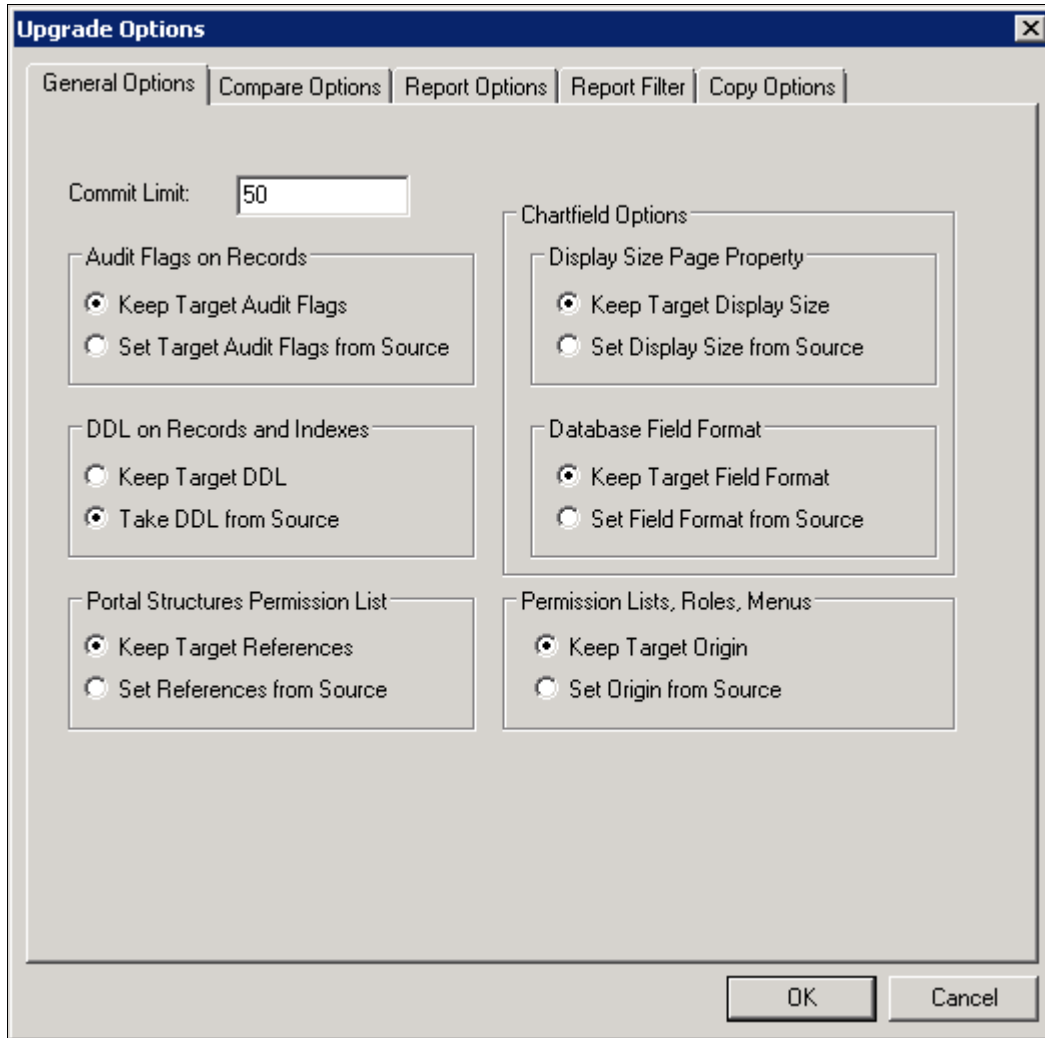 Upgrade Options
General Options
Compare Options
Report Options
Report Filter
Copy Options
Commit Limit:
50
Audit Flags on Records
Keep Target Audit Flags
Set Target Audit Flags from Source
DDL on Records and Indexes
Keep Target DDL
Take DDL from Source
Portal Structures Permission List
Keep Target References
Set References from Source
Chartfield Options
Display Size Page Property
Keep Target Display Size
Set Display Size from Source
Database Field Format
Keep Target Field Format
Set Field Format from Source
Permission Lists, Roles, Menus
Keep Target Origin
Set Origin from Source
OK
Cancel